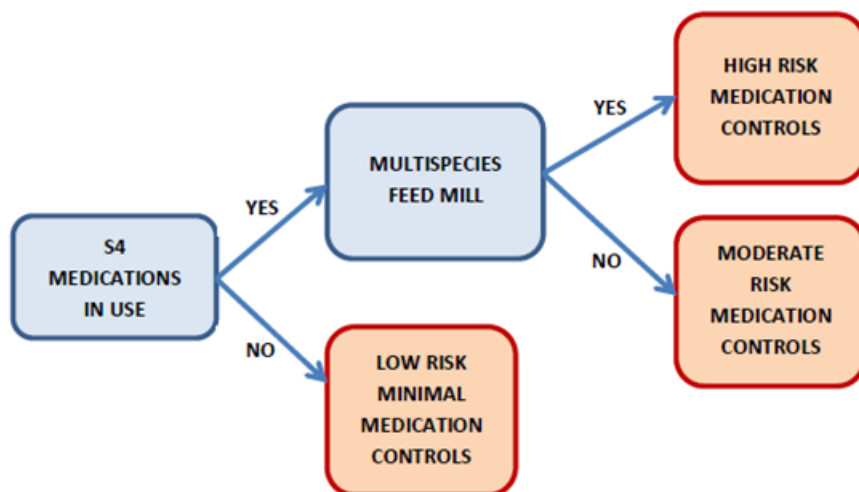 S4
MEDICATIONS
IN USE
YES
NO
MULTISPECIES
FEED MILL
LOW RISK
MINIMAL
MEDICATION
CONTROLS
YES
NO
HIGH RISK
MEDICATION
CONTROLS
MODERATE
RISK
MEDICATION
CONTROLS